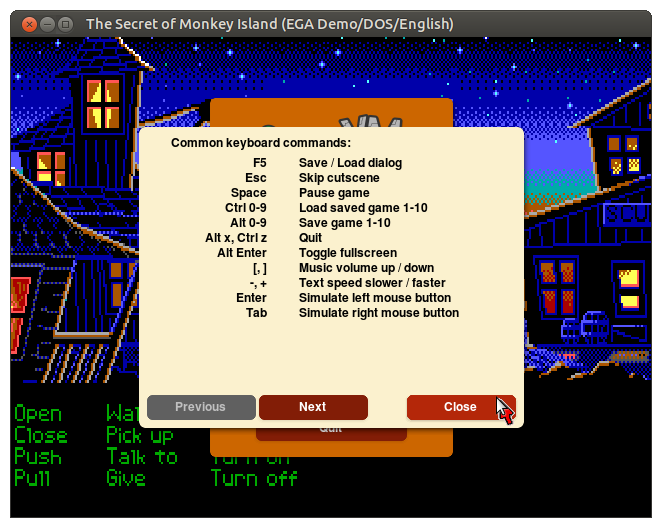 The Secret of Monkey Island (EGA Demo/DOS/English)
Common keyboard commands:
F5 Save / Load dialog
Esc Skip cutscene
Space Pause game
Ctrl 0-9 Load saved game 1-10
Alt 0-9 Save game 1-10
Alt x, Ctrl z Quit
Alt Enter Toggle fullscreen
[, ] Music volume up / down
-, + Text speed slower / faster
Enter Simulate left mouse button
Tab Simulate right mouse button
Previous Next Close
Quit
Open
Close Pick up
Push Talk to Turn on
Pull Give Turn off